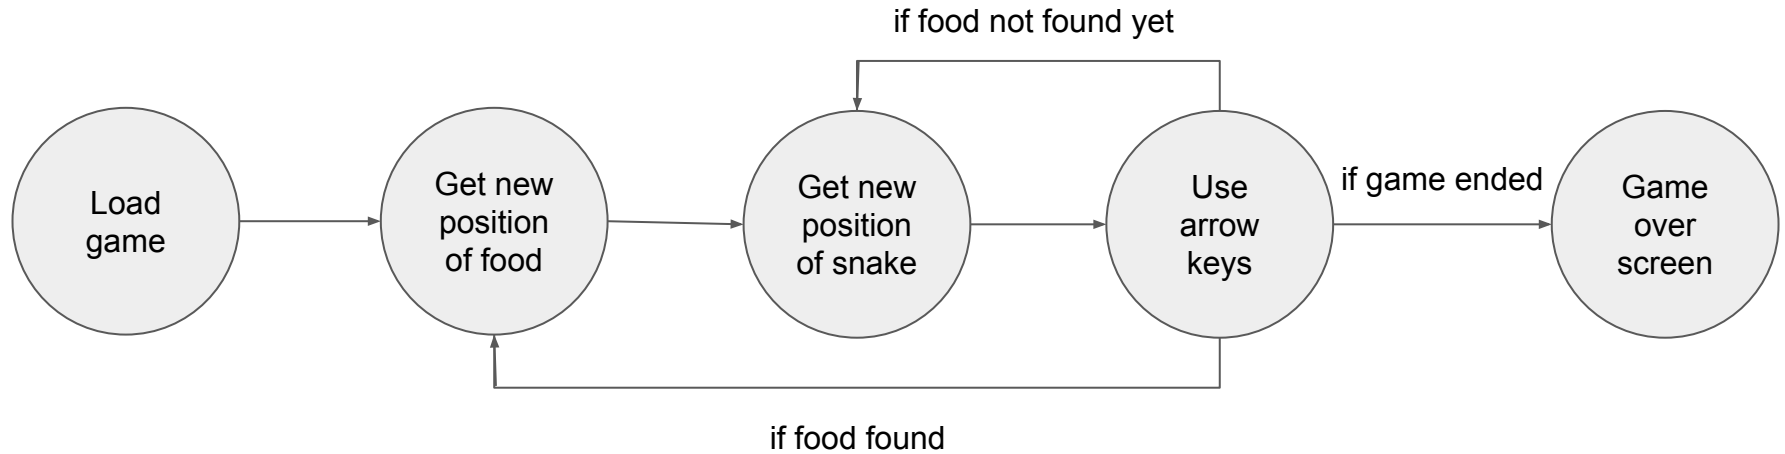 if food not found yet
Load
game
Get new
position
of food
Get new
position
of snake
Use
arrow
keys
if game ended
Game
over
screen
if food found